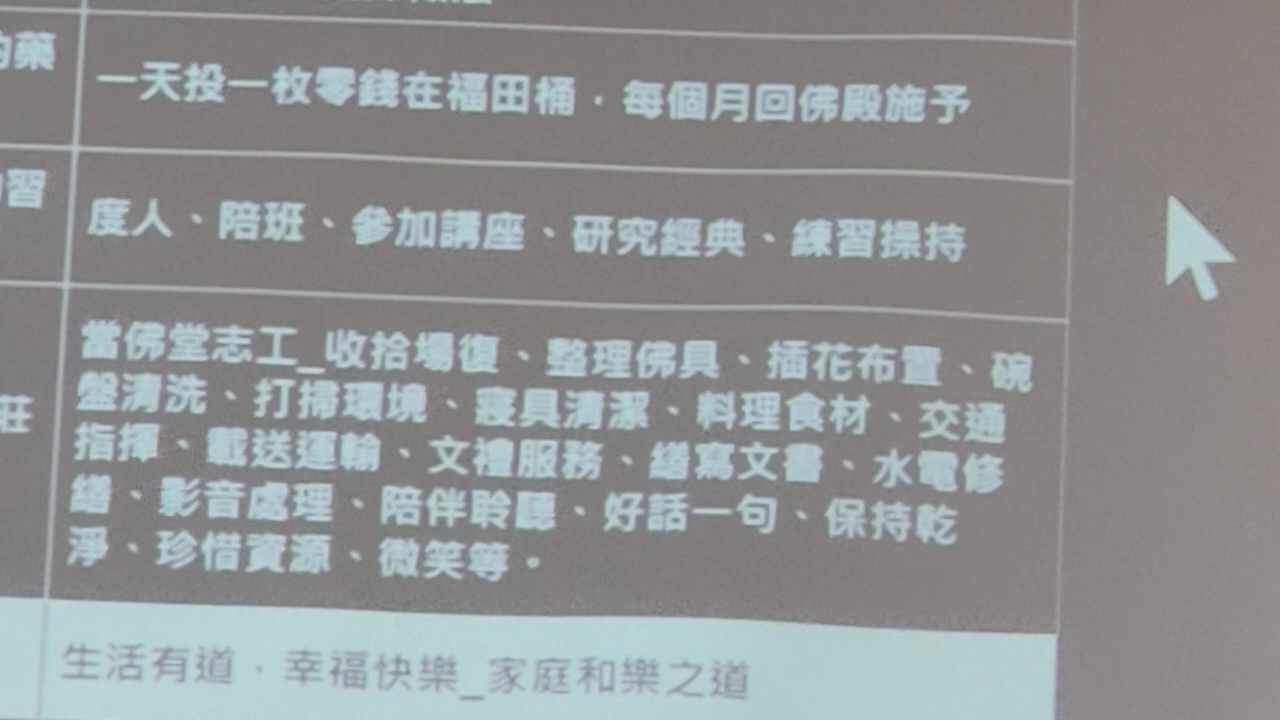 的藥
一天投一枚零錢在福田桶，每個月回佛殿施予
習
度人、陪班、參加講座、研究經典、練習操持
莊
當佛堂志工_收拾場復、整理佛具、插花布置、碗
盤清洗、打掃環境、寢具清潔、料理食材、交通
指揮、載送運輸、文禮服務、繕寫文書、水電修
繕、影音處理、陪伴聆聽、好話一句、保持乾
淨、珍惜資源、微笑等。
生活有道，幸福快樂_家庭和樂之道